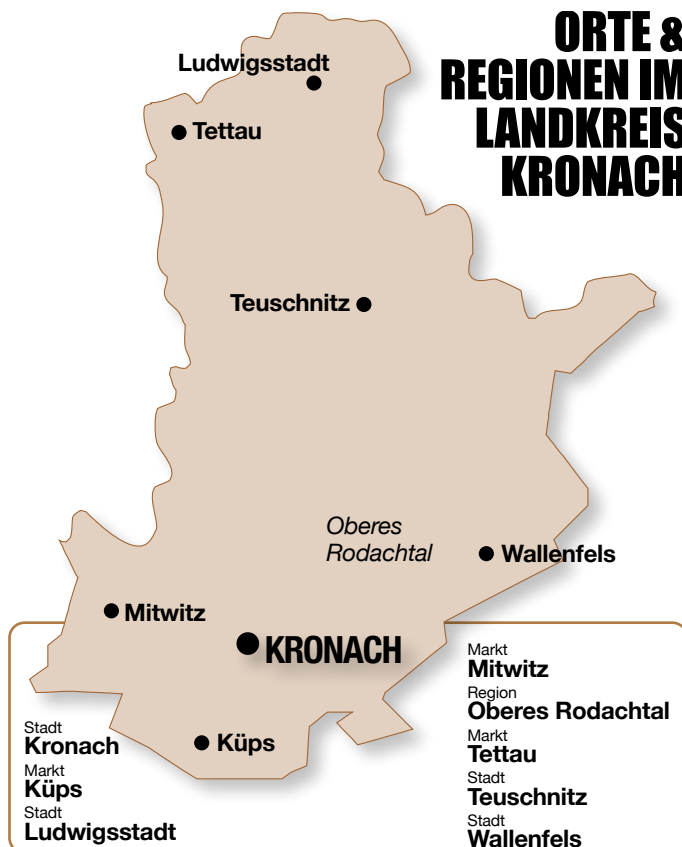 ORTE &
REGIONEN IM
LANDKREIS
KRONACH
Ludwigsstadt
Tettau
Teuschnitz
Oberes
Rodachtal
Wallenfels
Mitwitz
KRONACH
Küps
Stadt
Kronach
Markt
Küps
Stadt
Ludwigsstadt
Markt
Mitwitz
Region
Oberes Rodachtal
Markt
Tettau
Stadt
Teuschnitz
Stadt
Wallenfels